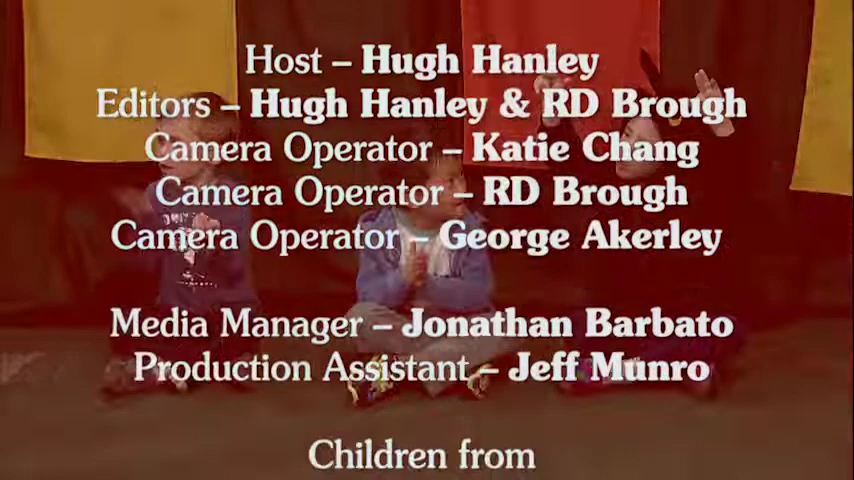 Host – Hugh Hanley
Editors – Hugh Hanley & RD Brough
Camera Operator – Katie Chang
Camera Operator – RD Brough
Camera Operator – George Akerley
Media Manager – Jonathan Barbato
Production Assistant – Jeff Munro
Children from